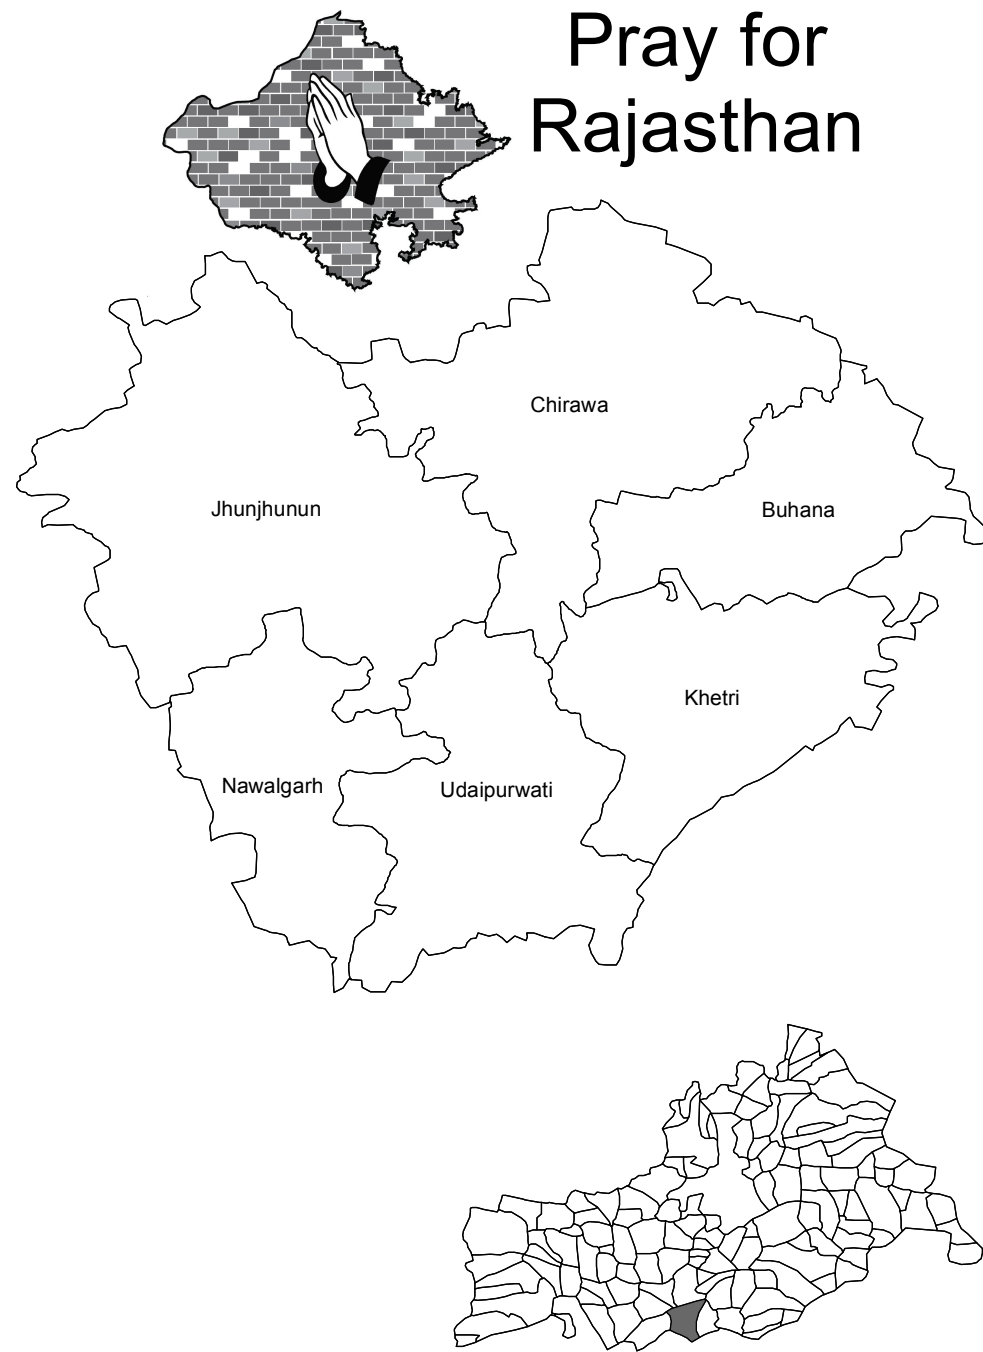 Pray for
Rajasthan
Chirawa
Jhunjhunun
Buhana
Khetri
Nawalgarh
Udaipurwati